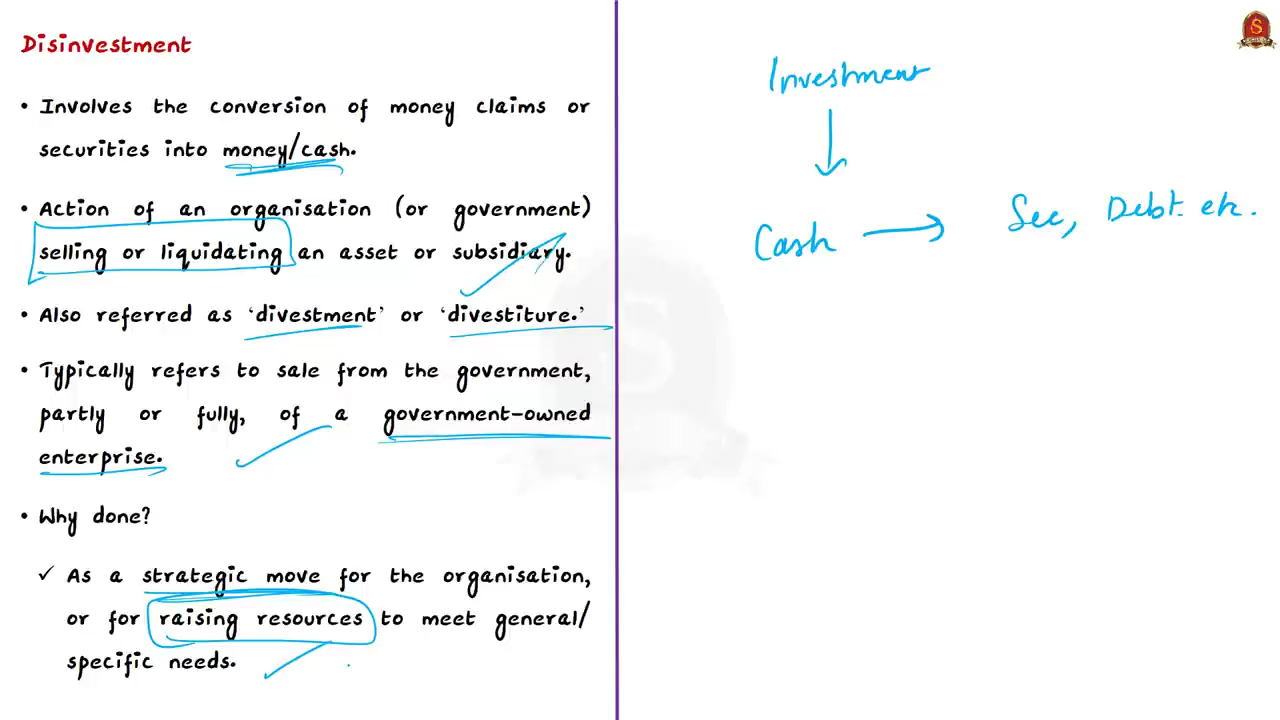 Disinvestment
• Involves the conversion of money claims or
securities into money/cash.
• Action of an organisation (or government)
selling or liquidating an asset or subsidiary.
• Also referred as ‘divestment’ or ‘divestiture.’
• Typically refers to sale from the government,
partly or fully, of a government-owned
enterprise.
• Why done?
✓ As a strategic move for the organisation,
or for raising resources to meet general/
specific needs.
Investment
Cash → Sec, Debt. etc.
S